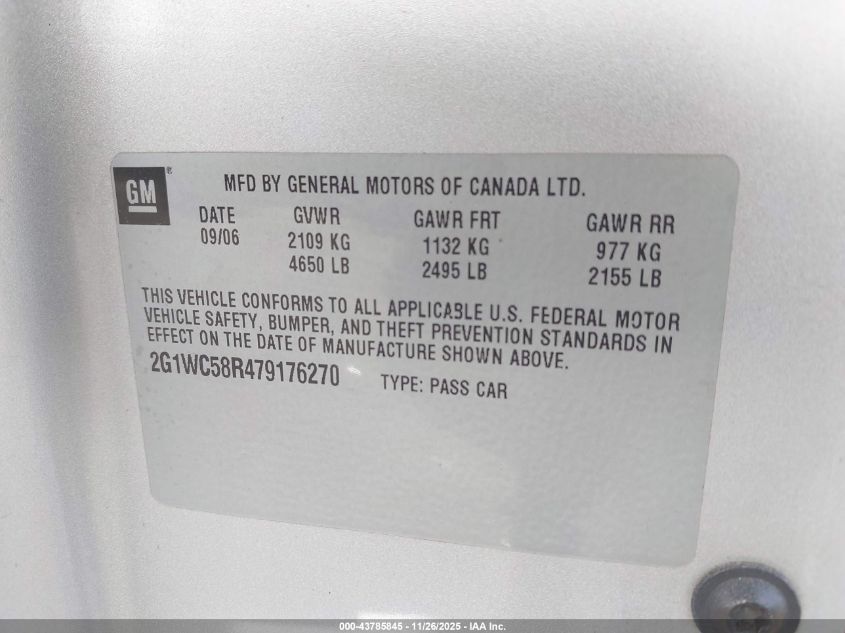 GM®
MFD BY GENERAL MOTORS OF CANADA LTD.
DATE GVWR GAWR FRT GAWR RR
09/06 2109 KG 1132 KG 977 KG
4650 LB 2495 LB 2155 LB
THIS VEHICLE CONFORMS TO ALL APPLICABLE U.S. FEDERAL MOTOR
VEHICLE SAFETY, BUMPER, AND THEFT PREVENTION STANDARDS IN
EFFECT ON THE DATE OF MANUFACTURE SHOWN ABOVE.
2G1WC58R479176270 TYPE: PASS CAR
000-43785845 - 11/26/2025 - IAA Inc.